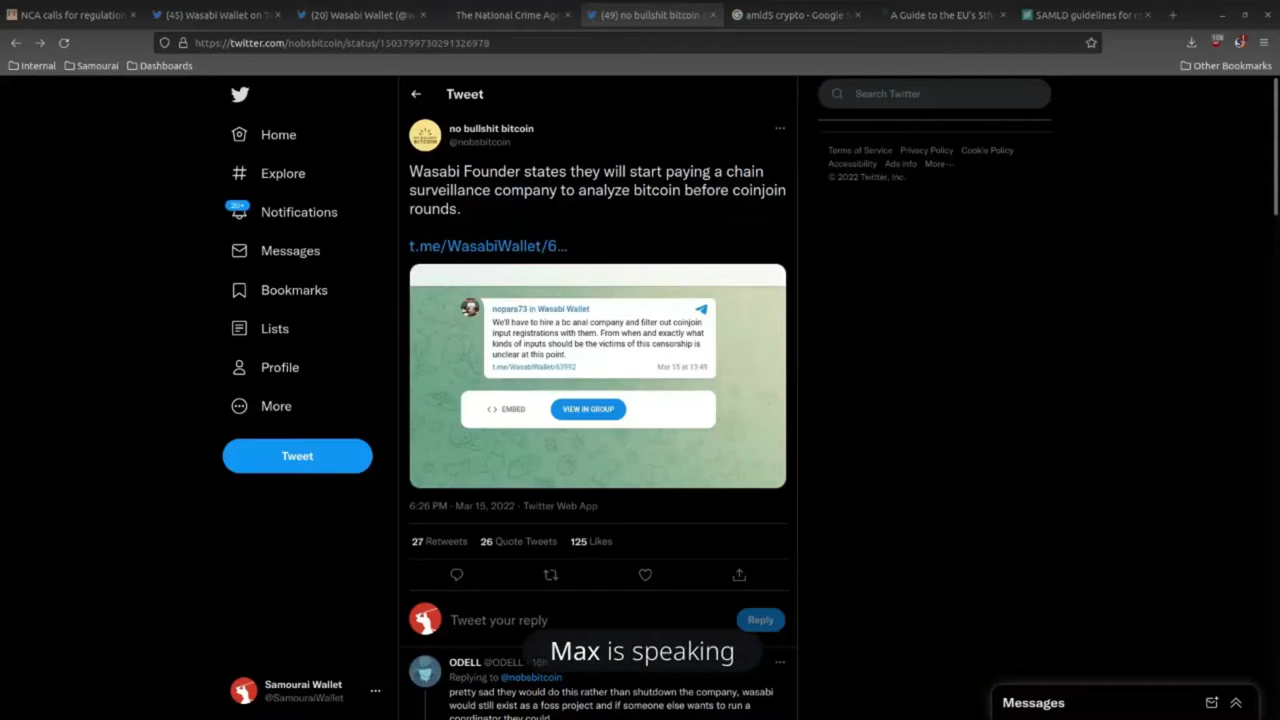 NCA calls for regulation
(45) Wasabi Wallet on Tw
(20) Wasabi Wallet (@w
The National Crime Age
(49) no bullshit bitcoin
amld5 crypto - Google S
A Guide to the EU's 5th
5AMLD guidelines for r
https://twitter.com/nobsbitcoin/status/1503799730291326978
108
Internal Samourai Dashboards
Other Bookmarks
Home
Explore
20+
Notifications
Messages
Bookmarks
Lists
Profile
More
Tweet
Samourai Wallet
@SamouraiWallet
Tweet
no bullshit bitcoin
@nobsbitcoin
Wasabi Founder states they will start paying a chain
surveillance company to analyze bitcoin before coinjoin
rounds.
t.me/WasabiWallet/6...
nopara73 in Wasabi Wallet
We'll have to hire a bc anal company and filter out coinjoin
input registrations with them. From when and exactly what
kinds of inputs should be the victims of this censorship is
unclear at this point.
t.me/WasabiWallet/63992 Mar 15 at 13:49
<> EMBED VIEW IN GROUP
6:26 PM · Mar 15, 2022 · Twitter Web App
27 Retweets 26 Quote Tweets 125 Likes
Tweet your reply
Reply
Max is speaking
ODELL @ODELL · 16h
Replying to @nobsbitcoin
pretty sad they would do this rather than shutdown the company, wasabi
would still exist as a foss project and if someone else wants to run a
coordinator they could
Search Twitter
Terms of Service Privacy Policy Cookie Policy
Accessibility Ads info More ···
© 2022 Twitter, Inc.
Messages